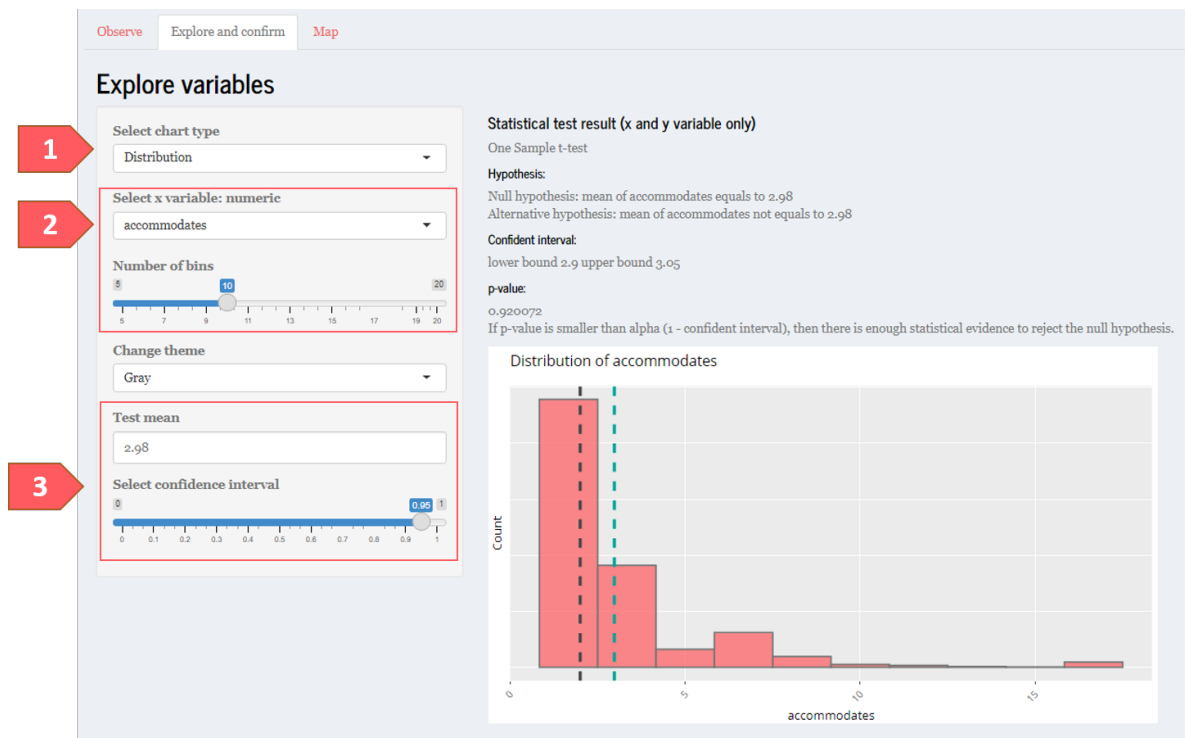 Observe
Explore and confirm
Map
Explore variables
1
Select chart type
Distribution
2
Select x variable: numeric
accommodates
Number of bins
5 10 20
5 7 9 11 13 15 17 19 20
Change theme
Gray
3
Test mean
2.98
Select confidence interval
0 0.95 1
0 0.1 0.2 0.3 0.4 0.5 0.6 0.7 0.8 0.9 1
Statistical test result (x and y variable only)
One Sample t-test
Hypothesis:
Null hypothesis: mean of accommodates equals to 2.98
Alternative hypothesis: mean of accommodates not equals to 2.98
Confident interval:
lower bound 2.9 upper bound 3.05
p-value:
0.920072
If p-value is smaller than alpha (1 - confident interval), then there is enough statistical evidence to reject the null hypothesis.
Distribution of accommodates
Count
0 5 10 15
accommodates